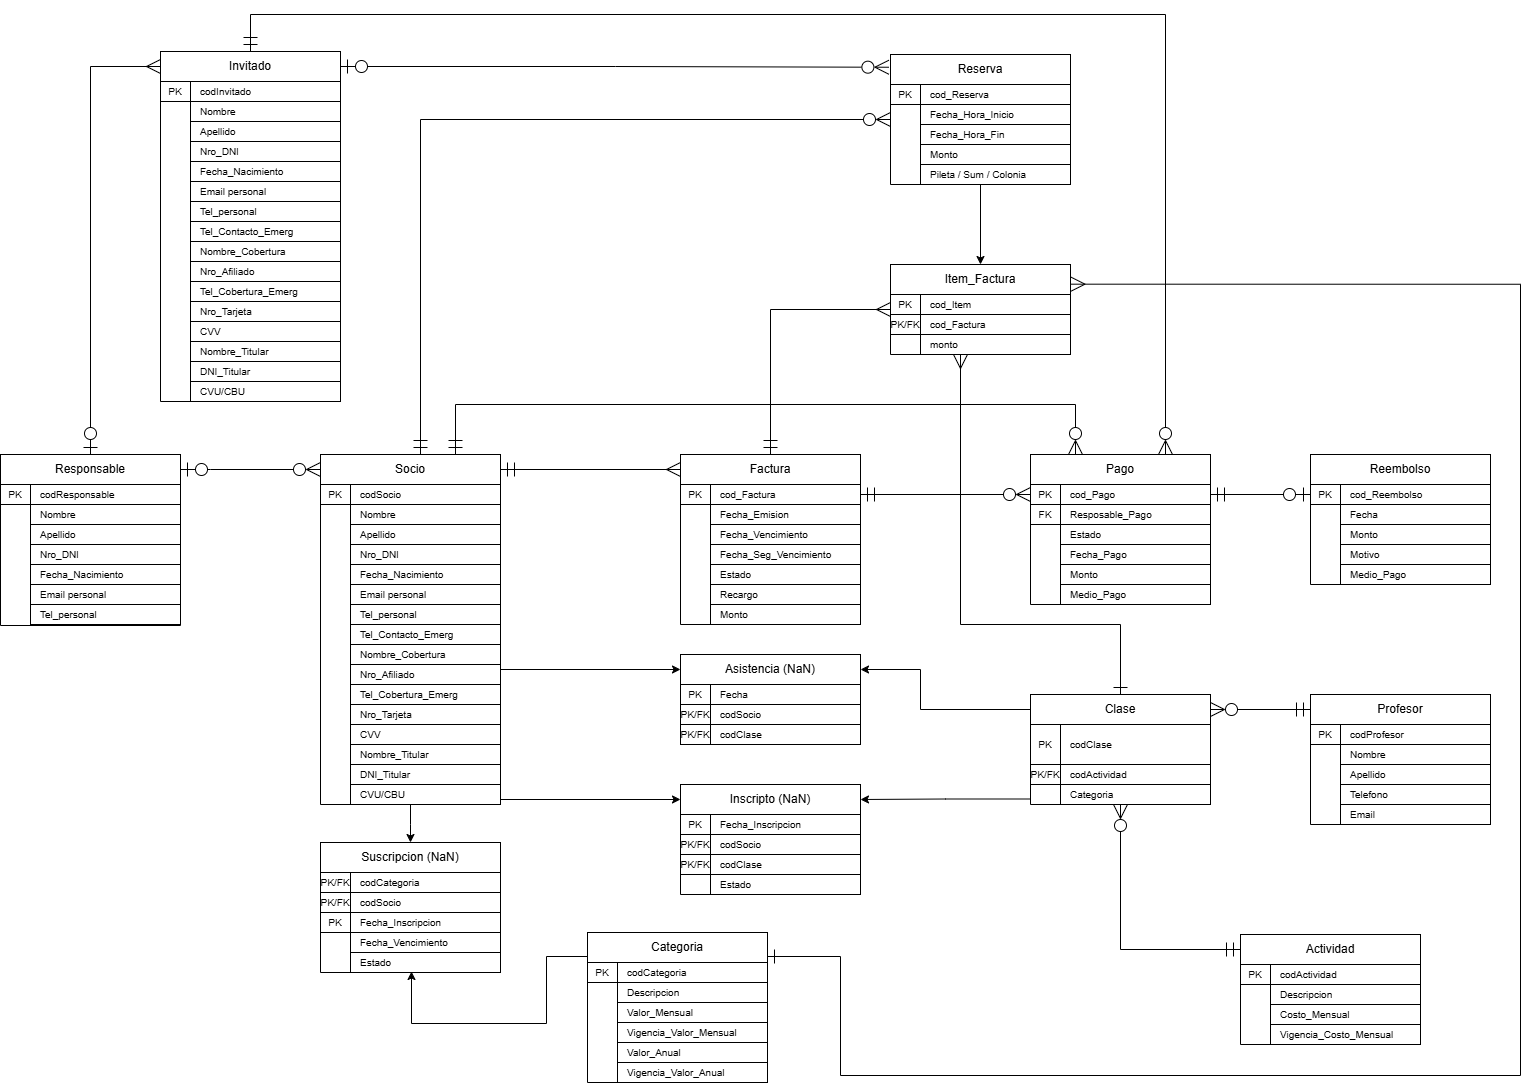 Invitado
PK codInvitado
Nombre
Apellido
Nro_DNI
Fecha_Nacimiento
Email personal
Tel_personal
Tel_Contacto_Emerg
Nombre_Cobertura
Nro_Afiliado
Tel_Cobertura_Emerg
Nro_Tarjeta
CVV
Nombre_Titular
DNI_Titular
CVU/CBU
Reserva
PK cod_Reserva
Fecha_Hora_Inicio
Fecha_Hora_Fin
Monto
Pileta / Sum / Colonia
Item_Factura
PK cod_Item
PK/FK cod_Factura
monto
Responsable
PK codResponsable
Nombre
Apellido
Nro_DNI
Fecha_Nacimiento
Email personal
Tel_personal
Socio
PK codSocio
Nombre
Apellido
Nro_DNI
Fecha_Nacimiento
Email personal
Tel_personal
Tel_Contacto_Emerg
Nombre_Cobertura
Nro_Afiliado
Tel_Cobertura_Emerg
Nro_Tarjeta
CVV
Nombre_Titular
DNI_Titular
CVU/CBU
Factura
PK cod_Factura
Fecha_Emision
Fecha_Vencimiento
Fecha_Seg_Vencimiento
Estado
Recargo
Monto
Pago
PK cod_Pago
FK Resposable_Pago
Estado
Fecha_Pago
Monto
Medio_Pago
Reembolso
PK cod_Reembolso
Fecha
Monto
Motivo
Medio_Pago
Asistencia (NaN)
PK Fecha
PK/FK codSocio
PK/FK codClase
Clase
PK codClase
PK/FK codActividad
Categoria
Profesor
PK codProfesor
Nombre
Apellido
Telefono
Email
Inscripto (NaN)
PK Fecha_Inscripcion
PK/FK codSocio
PK/FK codClase
Estado
Suscripcion (NaN)
PK/FK codCategoria
PK/FK codSocio
PK Fecha_Inscripcion
Fecha_Vencimiento
Estado
Categoria
PK codCategoria
Descripcion
Valor_Mensual
Vigencia_Valor_Mensual
Valor_Anual
Vigencia_Valor_Anual
Actividad
PK codActividad
Descripcion
Costo_Mensual
Vigencia_Costo_Mensual